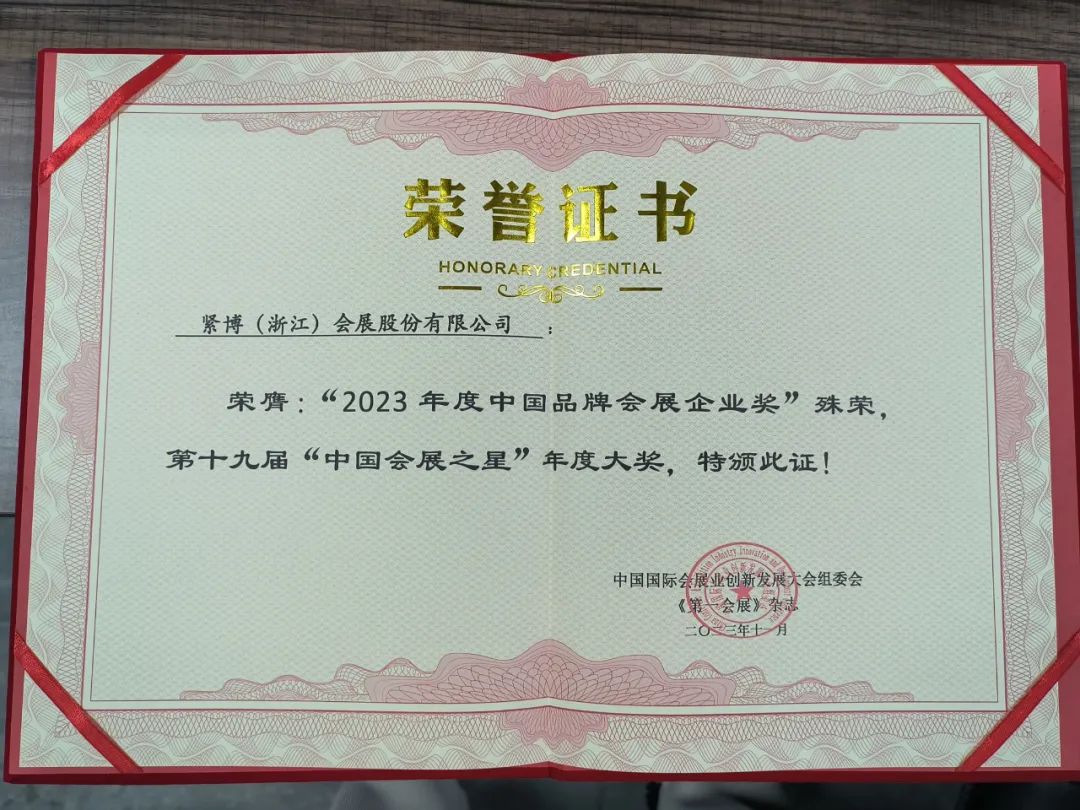 荣誉证书
HONORARY CREDENTIAL
紧博（浙江）会展股份有限公司：
荣膺：“2023年度中国品牌会展企业奖”殊荣，
第十九届“中国会展之星”年度大奖，特颁此证！
中国国际会展业创新发展大会组委会
《第一会展》杂志
二〇二三年十一月
Industry Innovation and